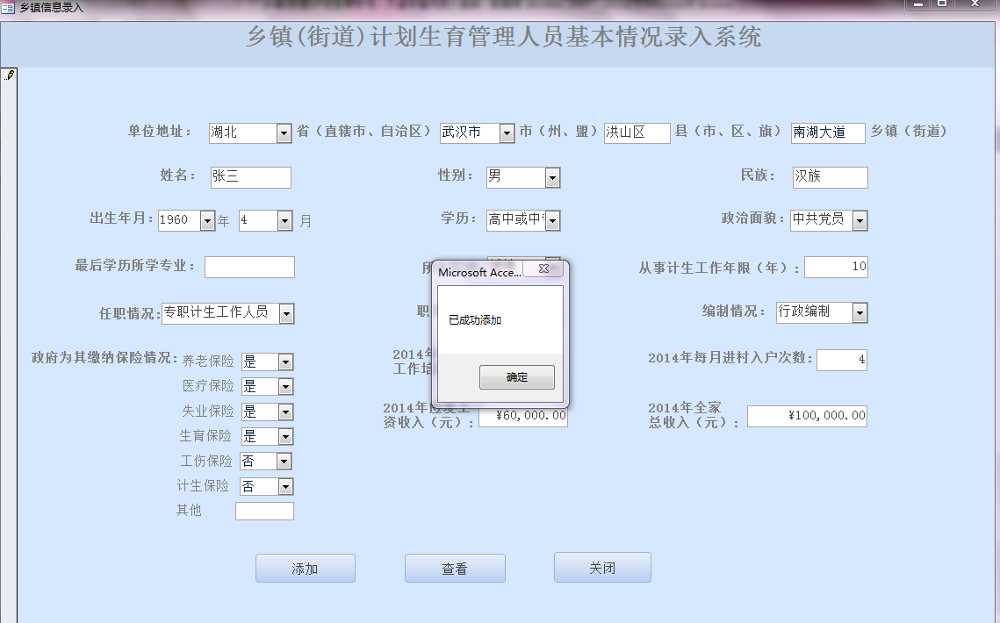 乡镇信息录入
乡镇(街道)计划生育管理人员基本情况录入系统
单位地址： 湖北 省（直辖市、自治区） 武汉市 市（州、盟） 洪山区 县（市、区、旗） 南湖大道 乡镇（街道）
姓名： 张三 性别： 男 民族： 汉族
出生年月: 1960 年 4 月 学历： 高中或中 政治面貌: 中共党员
最后学历所学专业： 所 从事计生工作年限（年）: 10
Microsoft Acce...
任职情况: 专职计生工作人员 职 编制情况： 行政编制
已成功添加
确定
政府为其缴纳保险情况: 养老保险 是
2014年
工作培
2014年每月进村入户次数: 4
医疗保险 是
失业保险 是
2014年应发工
资收入（元）: ¥60,000.00
2014年全家
总收入（元）: ¥100,000.00
生育保险 是
工伤保险 否
计生保险 否
其他
添加 查看 关闭